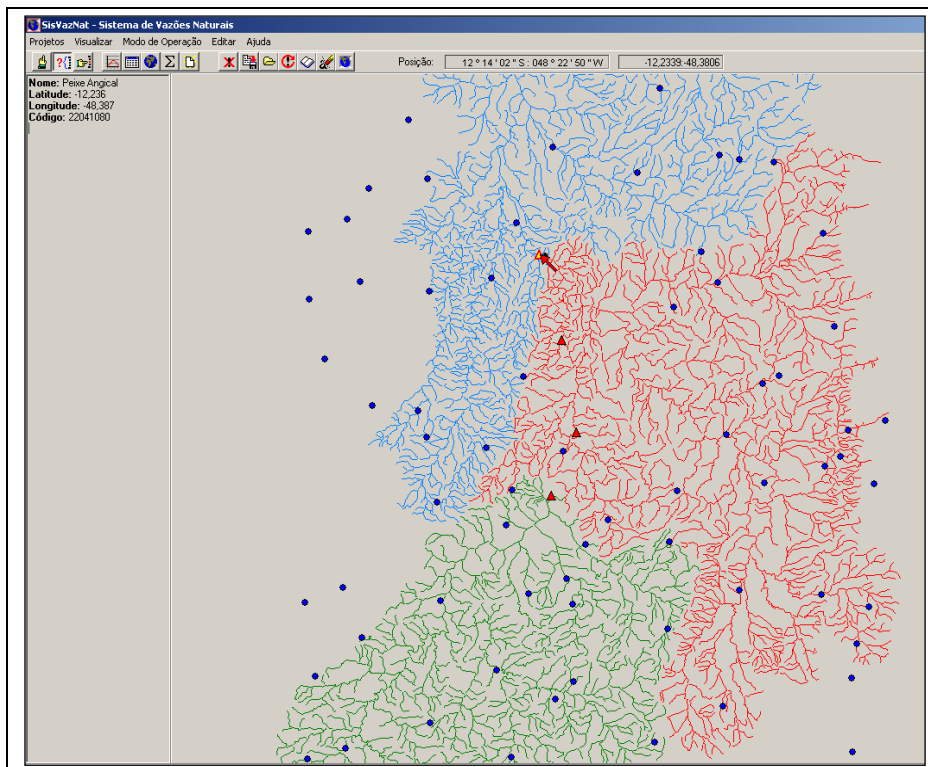 SisVazNat - Sistema de Vazões Naturais
Projetos Visualizar Modo de Operação Editar Ajuda
Posição: 12 º 14 ' 02 " S : 048 º 22 ' 50 " W -12,2339:-48,3806
Nome: Peixe Angical
Latitude: -12,236
Longitude: -48,387
Código: 22041080